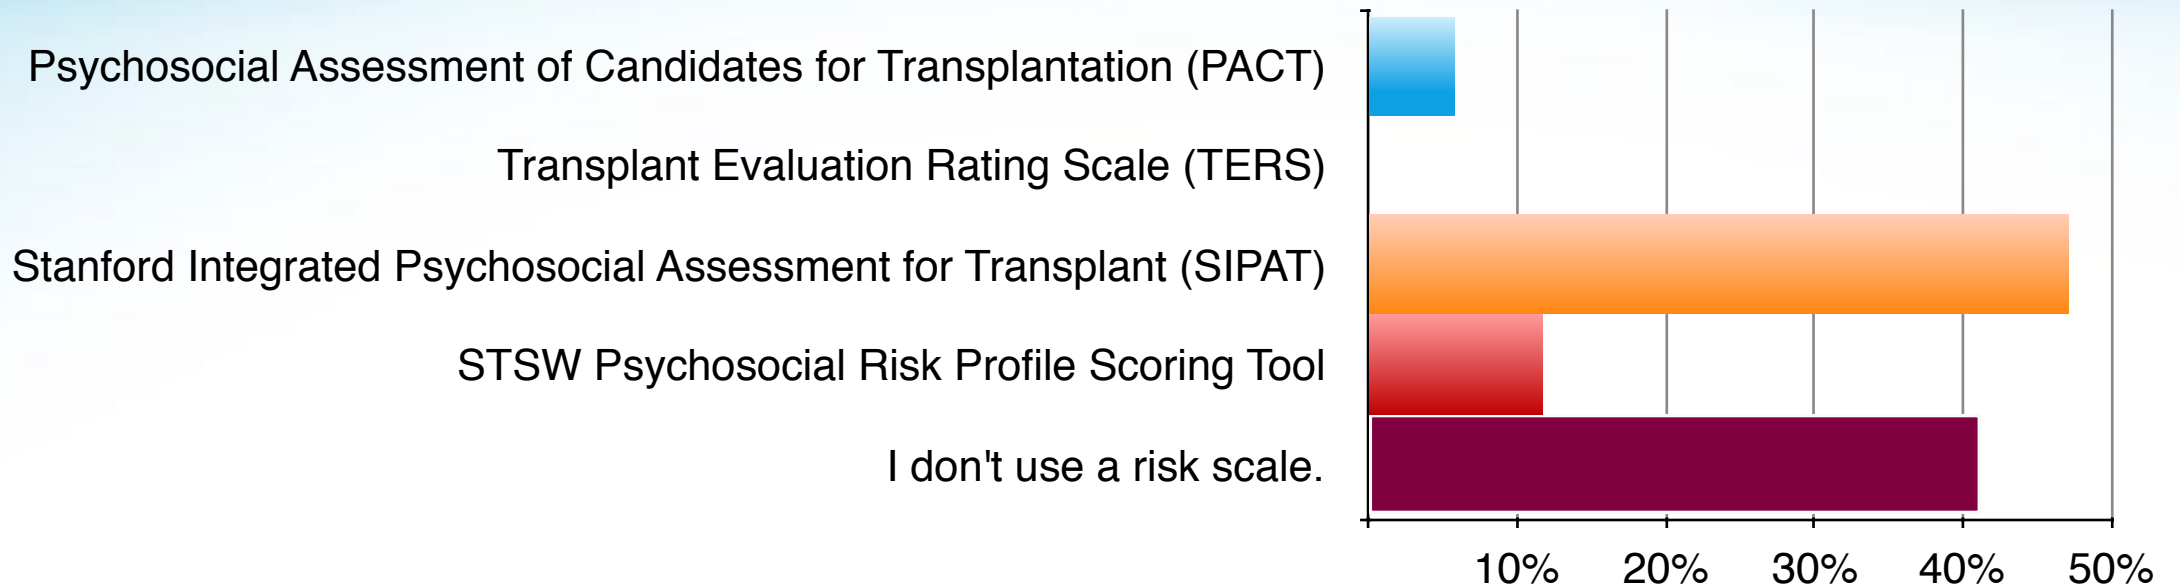 Psychosocial Assessment of Candidates for Transplantation (PACT)
Transplant Evaluation Rating Scale (TERS)
Stanford Integrated Psychosocial Assessment for Transplant (SIPAT)
STSW Psychosocial Risk Profile Scoring Tool
I don't use a risk scale.
10% 20% 30% 40% 50%